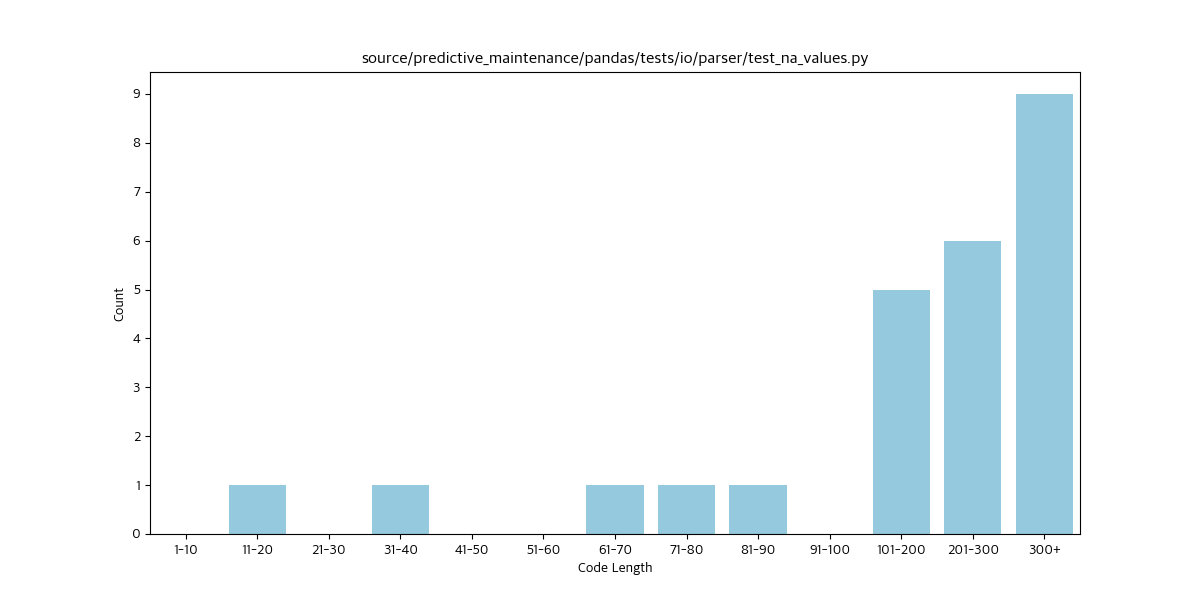 source/predictive_maintenance/pandas/tests/io/parser/test_na_values.py
9
8
7
6
5
4
3
2
1
0
Count
1-10 11-20 21-30 31-40 41-50 51-60 61-70 71-80 81-90 91-100 101-200 201-300 300+
Code Length